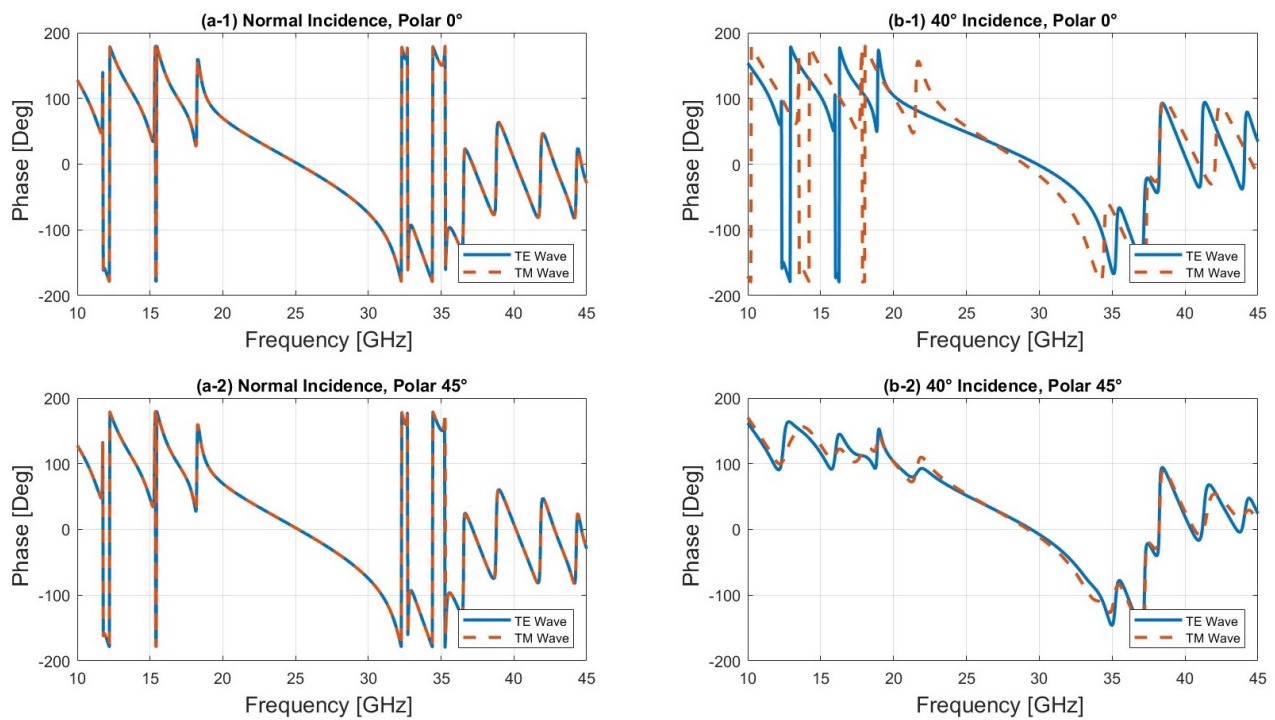 (a-1) Normal Incidence, Polar 0°
200
100
0
-100
-200
Phase [Deg]
10 15 20 25 30 35 40 45
Frequency [GHz]
TE Wave
TM Wave
(b-1) 40° Incidence, Polar 0°
200
100
0
-100
-200
Phase [Deg]
10 15 20 25 30 35 40 45
Frequency [GHz]
TE Wave
TM Wave
(a-2) Normal Incidence, Polar 45°
200
100
0
-100
-200
Phase [Deg]
10 15 20 25 30 35 40 45
Frequency [GHz]
TE Wave
TM Wave
(b-2) 40° Incidence, Polar 45°
200
100
0
-100
-200
Phase [Deg]
10 15 20 25 30 35 40 45
Frequency [GHz]
TE Wave
TM Wave